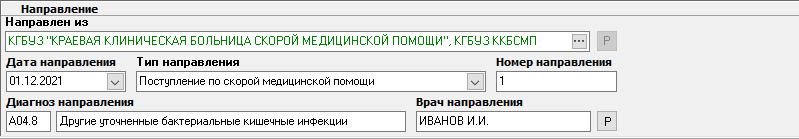 Направление
Направлен из
КГБУЗ "КРАЕВАЯ КЛИНИЧЕСКАЯ БОЛЬНИЦА СКОРОЙ МЕДИЦИНСКОЙ ПОМОЩИ", КГБУЗ ККБСМП ... Р
Дата направления Тип направления Номер направления
01.12.2021 Поступление по скорой медицинской помощи 1
Диагноз направления Врач направления
A04.8 Другие уточненные бактериальные кишечные инфекции ИВАНОВ И.И. Р